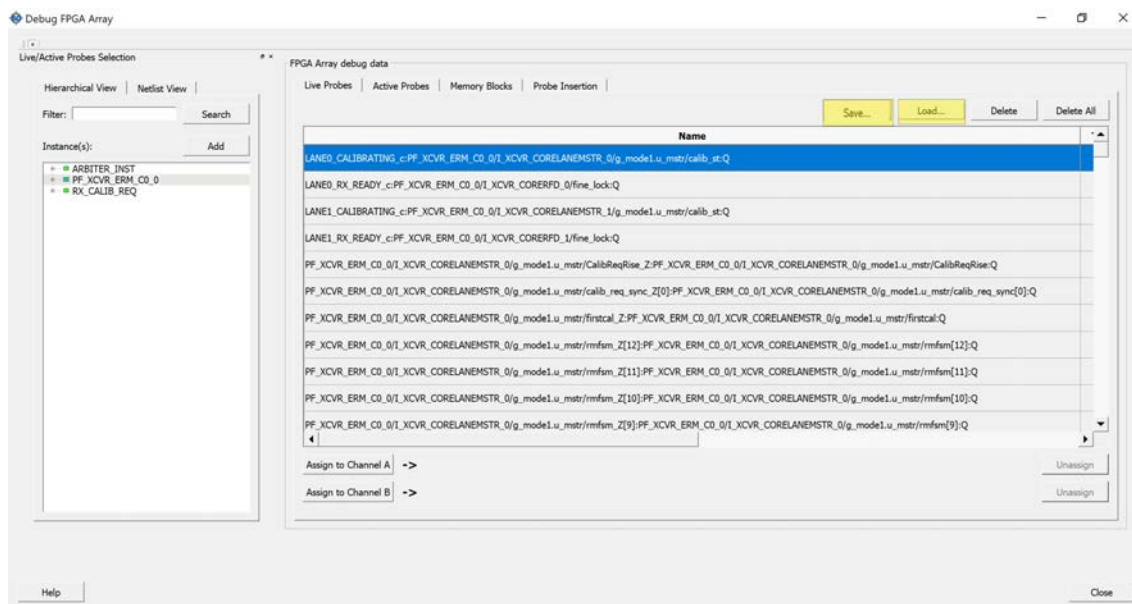 Debug FPGA Array
Live/Active Probes Selection
Hierarchical View
Netlist View
Filter:
Search
Instance(s):
Add
ARBITER_INST
PF_XCVR_ERM_C0_0
RX_CALIB_REQ
FPGA Array debug data
Live Probes
Active Probes
Memory Blocks
Probe Insertion
Save...
Load...
Delete
Delete All
Name
LANE0_CALIBRATING_c:PF_XCVR_ERM_C0_0/I_XCVR_CORELANEMSTR_0/g_mode1.u_mstr/calib_st:Q
LANE0_RX_READY_c:PF_XCVR_ERM_C0_0/I_XCVR_CORERFD_0/fine_lock:Q
LANE1_CALIBRATING_c:PF_XCVR_ERM_C0_0/I_XCVR_CORELANEMSTR_1/g_mode1.u_mstr/calib_st:Q
LANE1_RX_READY_c:PF_XCVR_ERM_C0_0/I_XCVR_CORERFD_1/fine_lock:Q
PF_XCVR_ERM_C0_0/I_XCVR_CORELANEMSTR_0/g_mode1.u_mstr/CalibReqRise_Z:PF_XCVR_ERM_C0_0/I_XCVR_CORELANEMSTR_0/g_mode1.u_mstr/CalibReqRise:Q
PF_XCVR_ERM_C0_0/I_XCVR_CORELANEMSTR_0/g_mode1.u_mstr/calib_req_sync_Z[0]:PF_XCVR_ERM_C0_0/I_XCVR_CORELANEMSTR_0/g_mode1.u_mstr/calib_req_sync[0]:Q
PF_XCVR_ERM_C0_0/I_XCVR_CORELANEMSTR_0/g_mode1.u_mstr/firstcal_Z:PF_XCVR_ERM_C0_0/I_XCVR_CORELANEMSTR_0/g_mode1.u_mstr/firstcal:Q
PF_XCVR_ERM_C0_0/I_XCVR_CORELANEMSTR_0/g_mode1.u_mstr/rmfsm_Z[12]:PF_XCVR_ERM_C0_0/I_XCVR_CORELANEMSTR_0/g_mode1.u_mstr/rmfsm[12]:Q
PF_XCVR_ERM_C0_0/I_XCVR_CORELANEMSTR_0/g_mode1.u_mstr/rmfsm_Z[11]:PF_XCVR_ERM_C0_0/I_XCVR_CORELANEMSTR_0/g_mode1.u_mstr/rmfsm[11]:Q
PF_XCVR_ERM_C0_0/I_XCVR_CORELANEMSTR_0/g_mode1.u_mstr/rmfsm_Z[10]:PF_XCVR_ERM_C0_0/I_XCVR_CORELANEMSTR_0/g_mode1.u_mstr/rmfsm[10]:Q
PF_XCVR_ERM_C0_0/I_XCVR_CORELANEMSTR_0/g_mode1.u_mstr/rmfsm_Z[9]:PF_XCVR_ERM_C0_0/I_XCVR_CORELANEMSTR_0/g_mode1.u_mstr/rmfsm[9]:Q
Assign to Channel A ->
Unassign
Assign to Channel B ->
Unassign
Help
Close